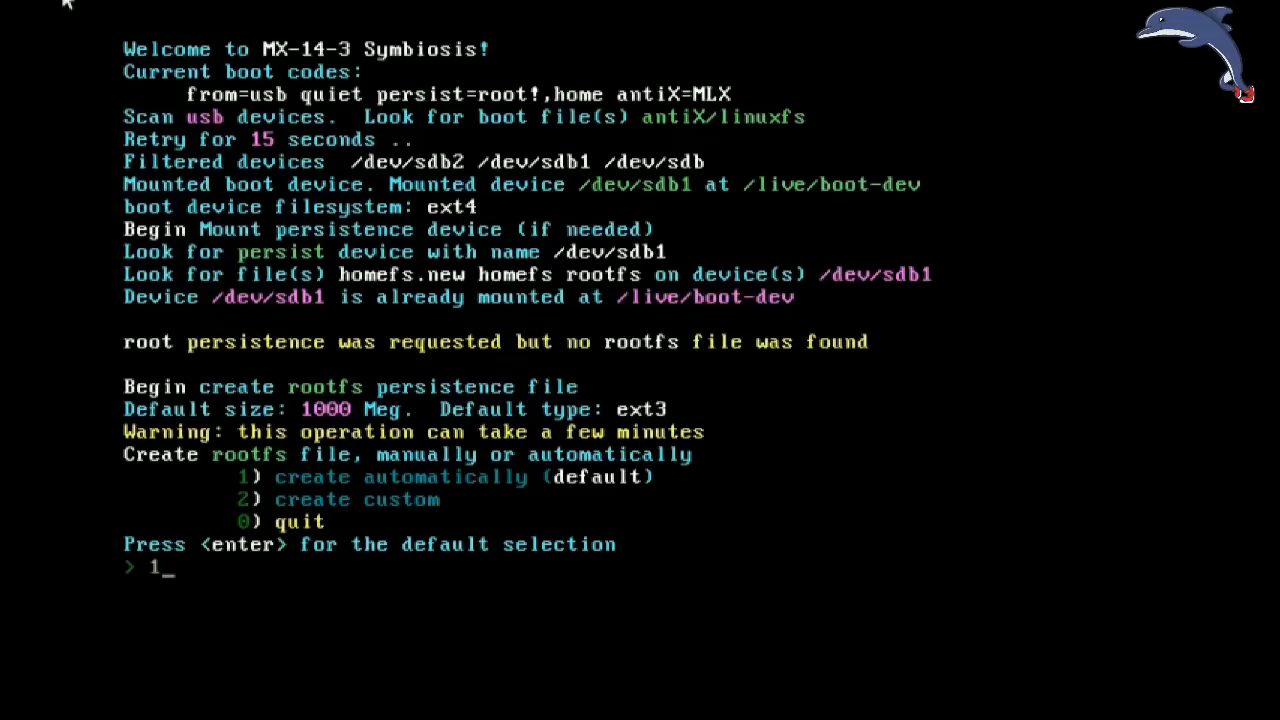 Welcome to MX-14-3 Symbiosis!
Current boot codes:
from=usb quiet persist=root!,home antiX=MLX
Scan usb devices.  Look for boot file(s) antiX/linuxfs
Retry for 15 seconds ..
Filtered devices  /dev/sdb2 /dev/sdb1 /dev/sdb
Mounted boot device. Mounted device /dev/sdb1 at /live/boot-dev
boot device filesystem: ext4
Begin Mount persistence device (if needed)
Look for persist device with name /dev/sdb1
Look for file(s) homefs.new homefs rootfs on device(s) /dev/sdb1
Device /dev/sdb1 is already mounted at /live/boot-dev
root persistence was requested but no rootfs file was found
Begin create rootfs persistence file
Default size: 1000 Meg.  Default type: ext3
Warning: this operation can take a few minutes
Create rootfs file, manually or automatically
1) create automatically (default)
2) create custom
0) quit
Press <enter> for the default selection
> 1_